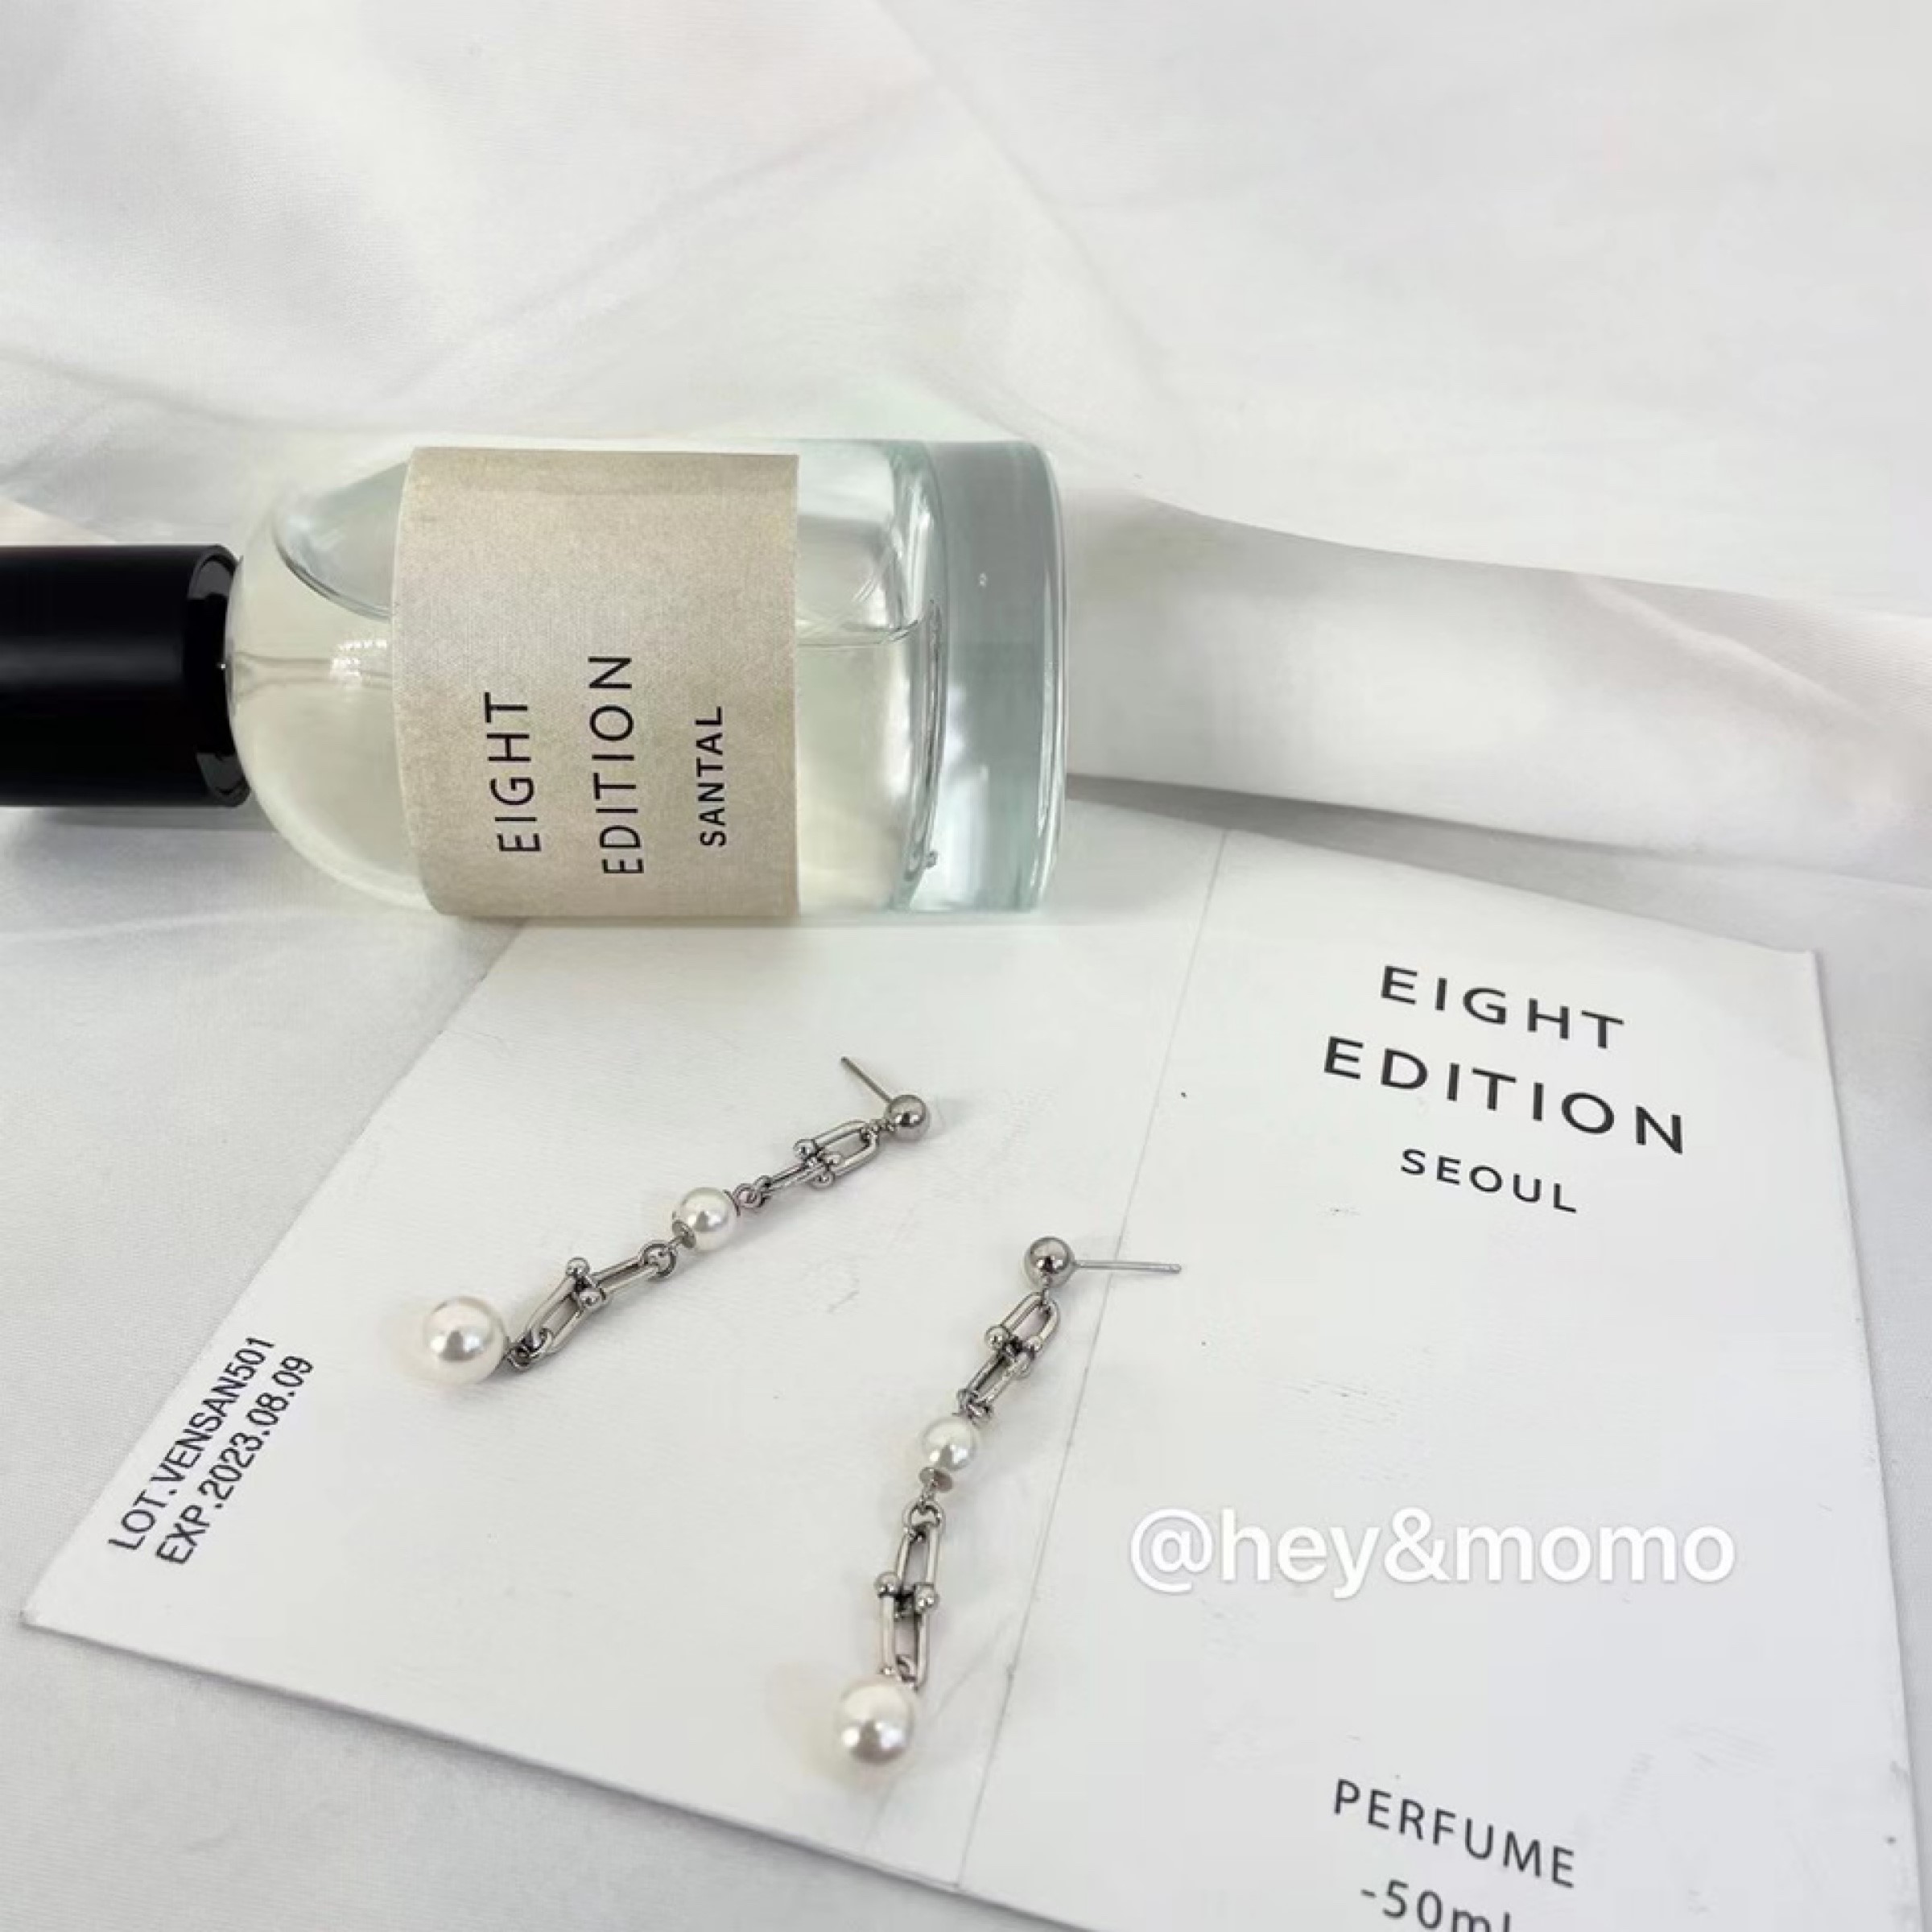 EIGHT
EDITION
SANTAL
EIGHT
EDITION
SEOUL
LOT.VENSAN501
EXP.2023.08.09
@hey&momo
PERFUME
-50ml